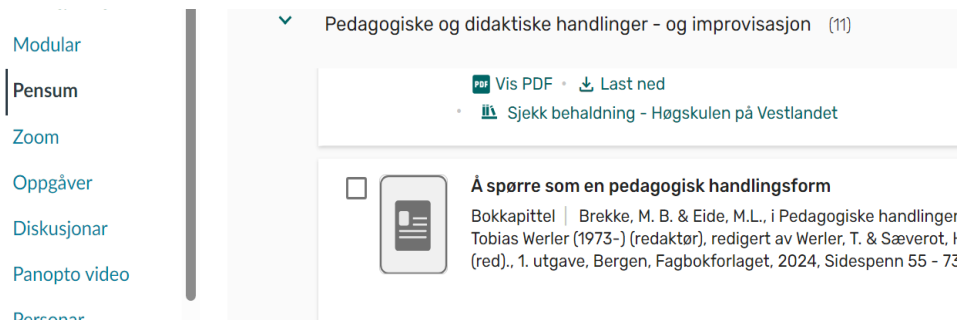 Modular
Pensum
Zoom
Oppgåver
Diskusjonar
Panopto video
Personar
Pedagogiske og didaktiske handlinger - og improvisasjon (11)
PDF Vis PDF • Last ned
• Sjekk behaldning - Høgskulen på Vestlandet
Å spørre som en pedagogisk handlingsform
Bokkapittel | Brekke, M. B. & Eide, M.L., i Pedagogiske handlinger
Tobias Werler (1973-) (redaktør), redigert av Werler, T. & Sæverot, H
(red)., 1. utgave, Bergen, Fagbokforlaget, 2024, Sidespenn 55 - 73